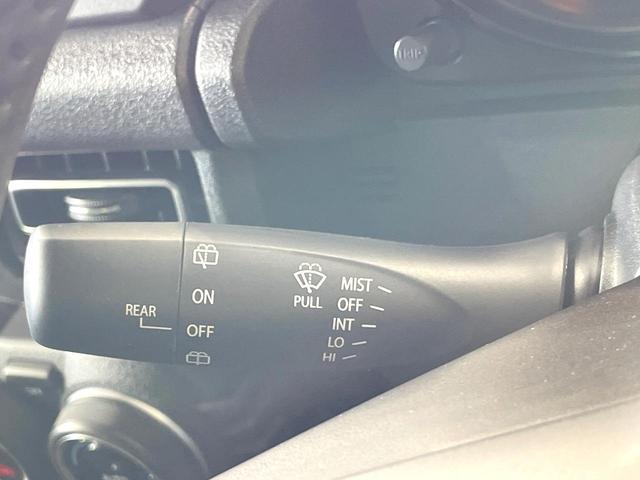 REAR
ON
OFF
PULL
MIST
OFF
INT
LO
HI